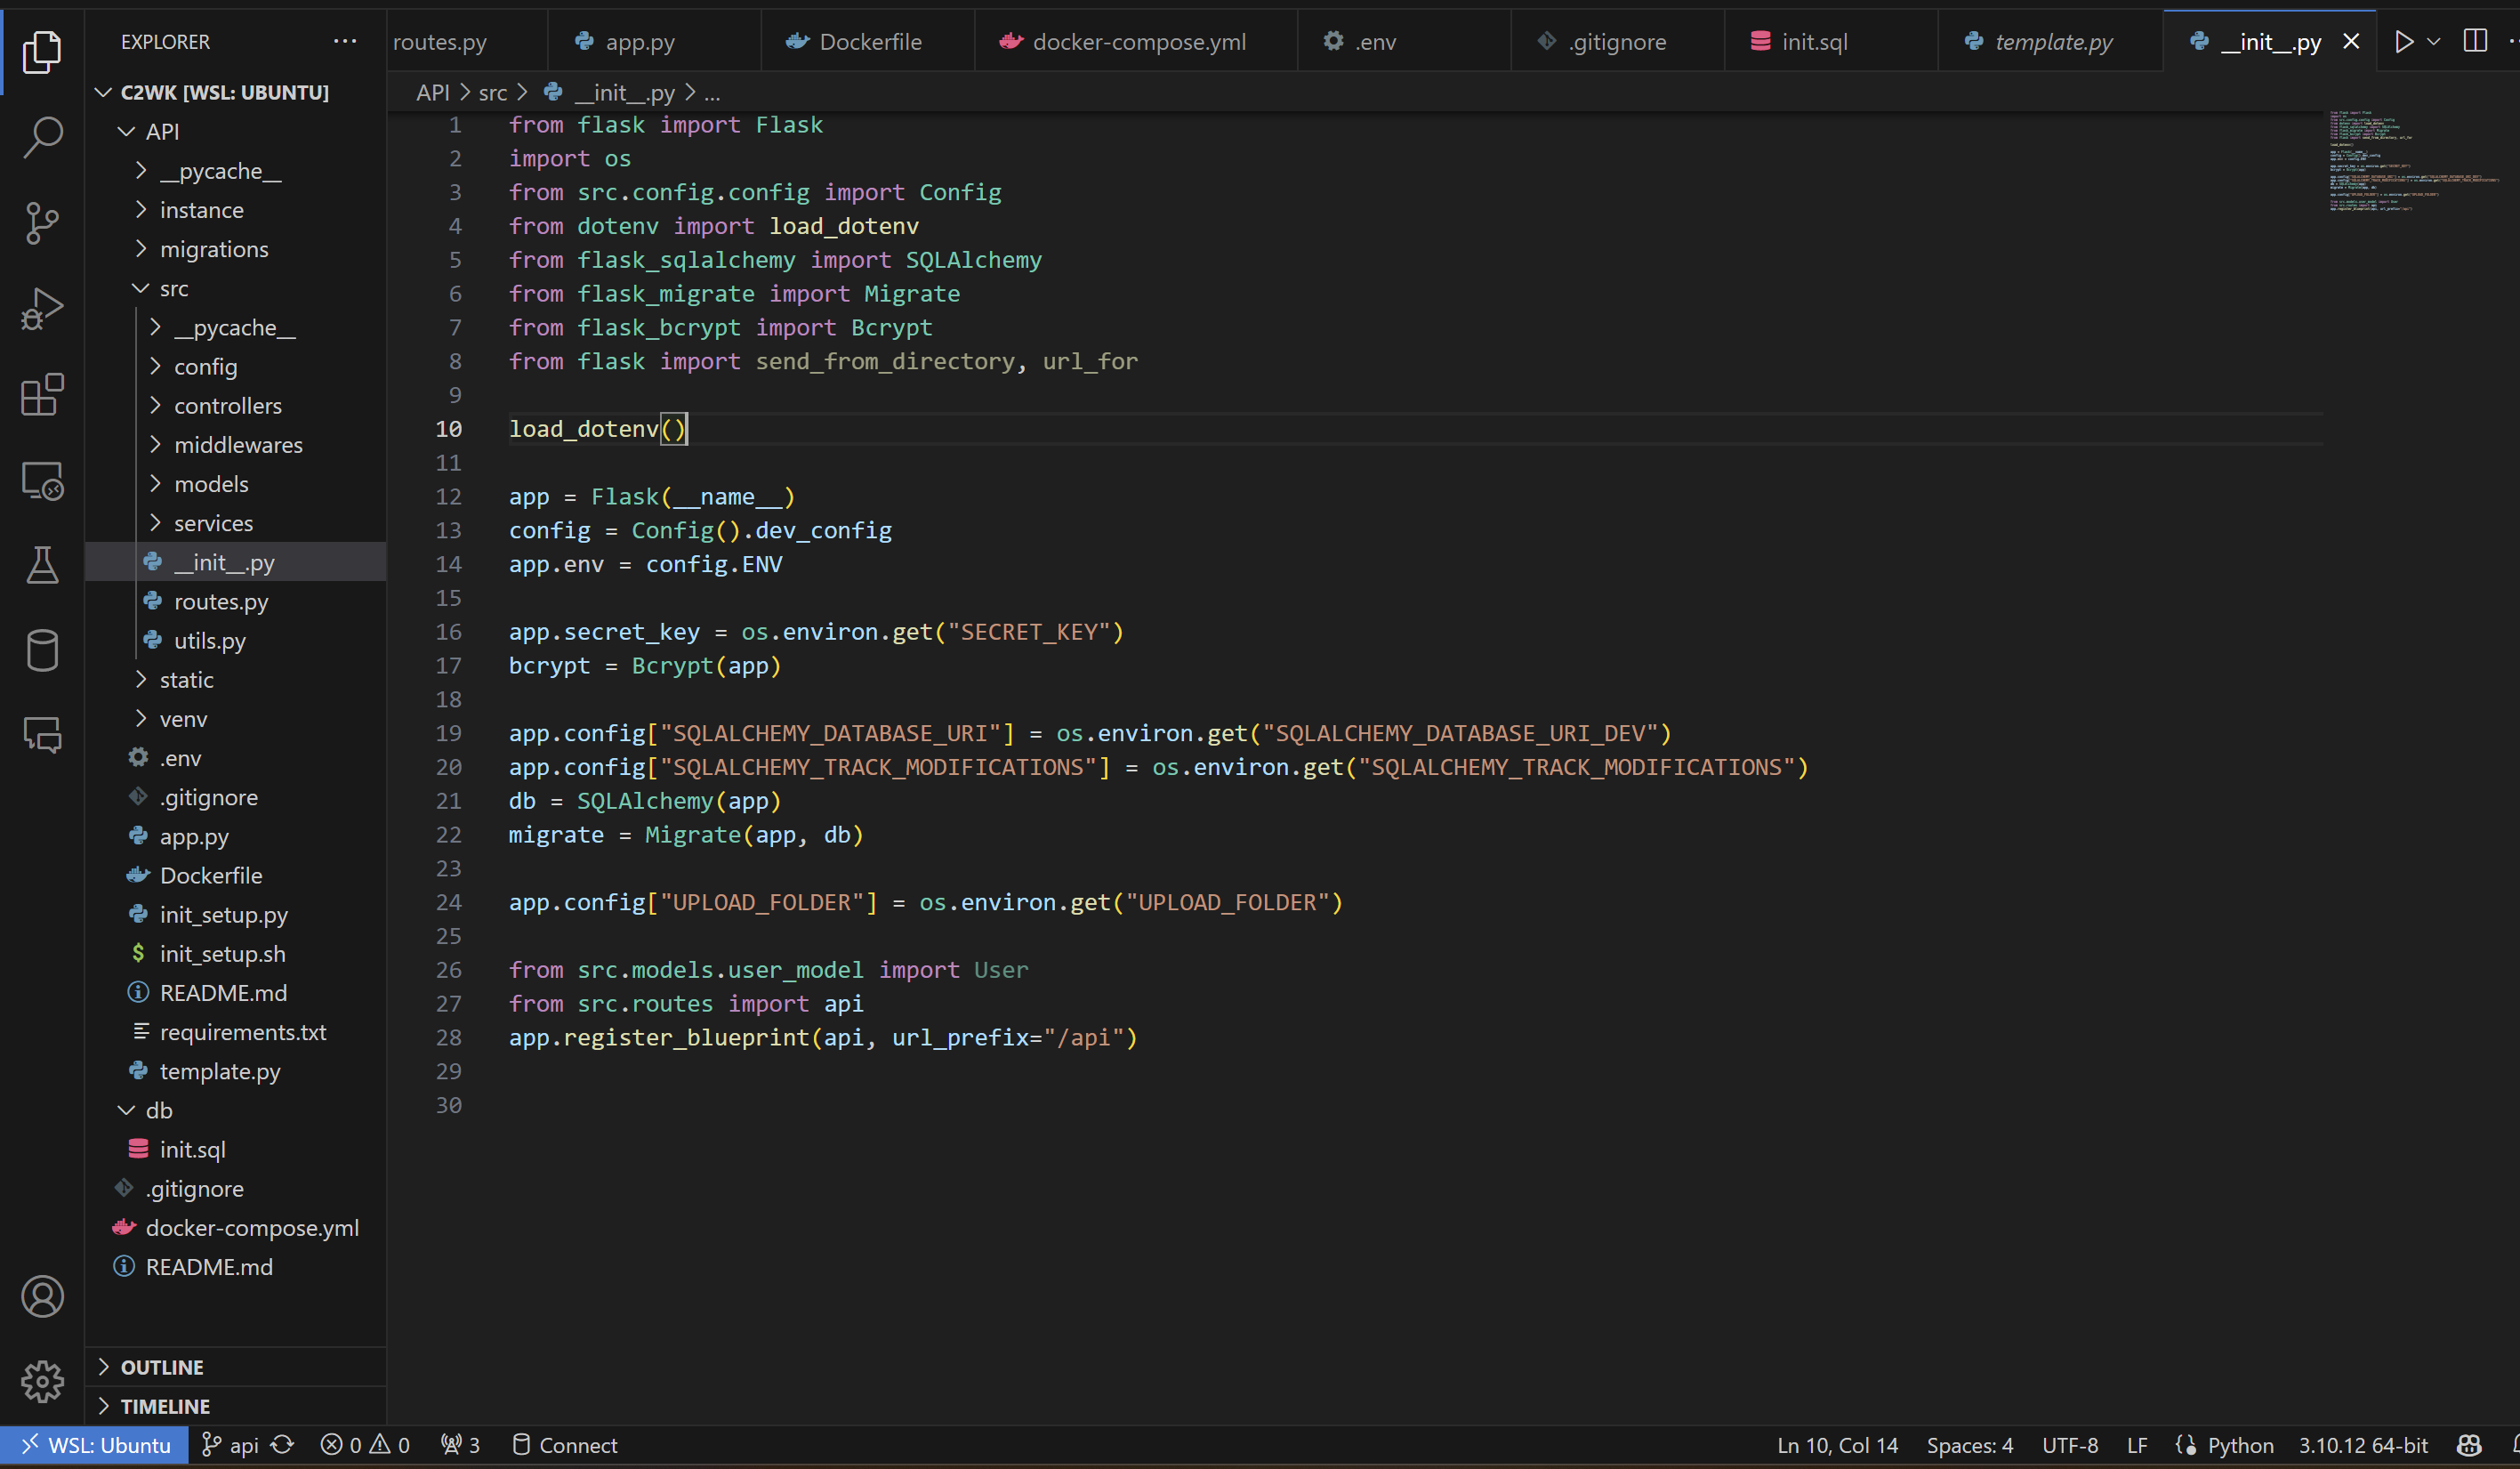 EXPLORER
C2WK [WSL: UBUNTU]
API
__pycache__
instance
migrations
src
__pycache__
config
controllers
middlewares
models
services
__init__.py
routes.py
utils.py
static
venv
.env
.gitignore
app.py
Dockerfile
init_setup.py
$ init_setup.sh
README.md
requirements.txt
template.py
db
init.sql
.gitignore
docker-compose.yml
README.md
OUTLINE
TIMELINE
routes.py app.py Dockerfile docker-compose.yml .env .gitignore init.sql template.py __init__.py
API > src > __init__.py > ...
1 from flask import Flask
2 import os
3 from src.config.config import Config
4 from dotenv import load_dotenv
5 from flask_sqlalchemy import SQLAlchemy
6 from flask_migrate import Migrate
7 from flask_bcrypt import Bcrypt
8 from flask import send_from_directory, url_for
9
10 load_dotenv()
11
12 app = Flask(__name__)
13 config = Config().dev_config
14 app.env = config.ENV
15
16 app.secret_key = os.environ.get("SECRET_KEY")
17 bcrypt = Bcrypt(app)
18
19 app.config["SQLALCHEMY_DATABASE_URI"] = os.environ.get("SQLALCHEMY_DATABASE_URI_DEV")
20 app.config["SQLALCHEMY_TRACK_MODIFICATIONS"] = os.environ.get("SQLALCHEMY_TRACK_MODIFICATIONS")
21 db = SQLAlchemy(app)
22 migrate = Migrate(app, db)
23
24 app.config["UPLOAD_FOLDER"] = os.environ.get("UPLOAD_FOLDER")
25
26 from src.models.user_model import User
27 from src.routes import api
28 app.register_blueprint(api, url_prefix="/api")
29
30
WSL: Ubuntu api 0 0 3 Connect Ln 10, Col 14 Spaces: 4 UTF-8 LF Python 3.10.12 64-bit